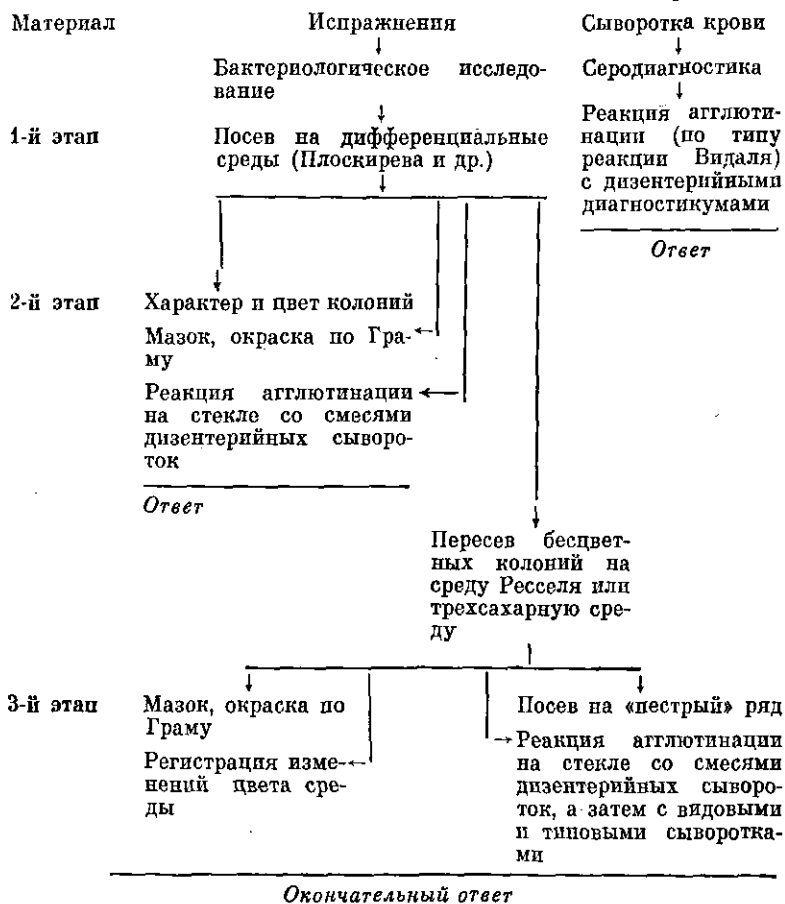 Материал Испражнения Сыворотка крови
Бактериологическое исследо-
вание
Серодиагностика
1-й этап Посев на дифференциальные
среды (Плоскирева и др.)
Реакция агглюти-
нации (по типу
реакции Видаля)
с дизентерийными
диагностикумами
Ответ
2-й этап Характер и цвет колоний
Мазок, окраска по Гра-
му
Реакция агглютинации
на стекле со смесями
дизентерийных сыворо-
ток
Ответ
Пересев бесцвет-
ных колоний на
среду Ресселя или
трехсахарную сре-
ду
3-й этап Мазок, окраска по
Граму
Регистрация изме-
нений цвета сре-
ды
Посев на «пестрый» ряд
Реакция агглютинации
на стекле со смесями
дизентерийных сыворо-
ток, а затем с видовыми
и типовыми сыворотка-
ми
Окончательный ответ